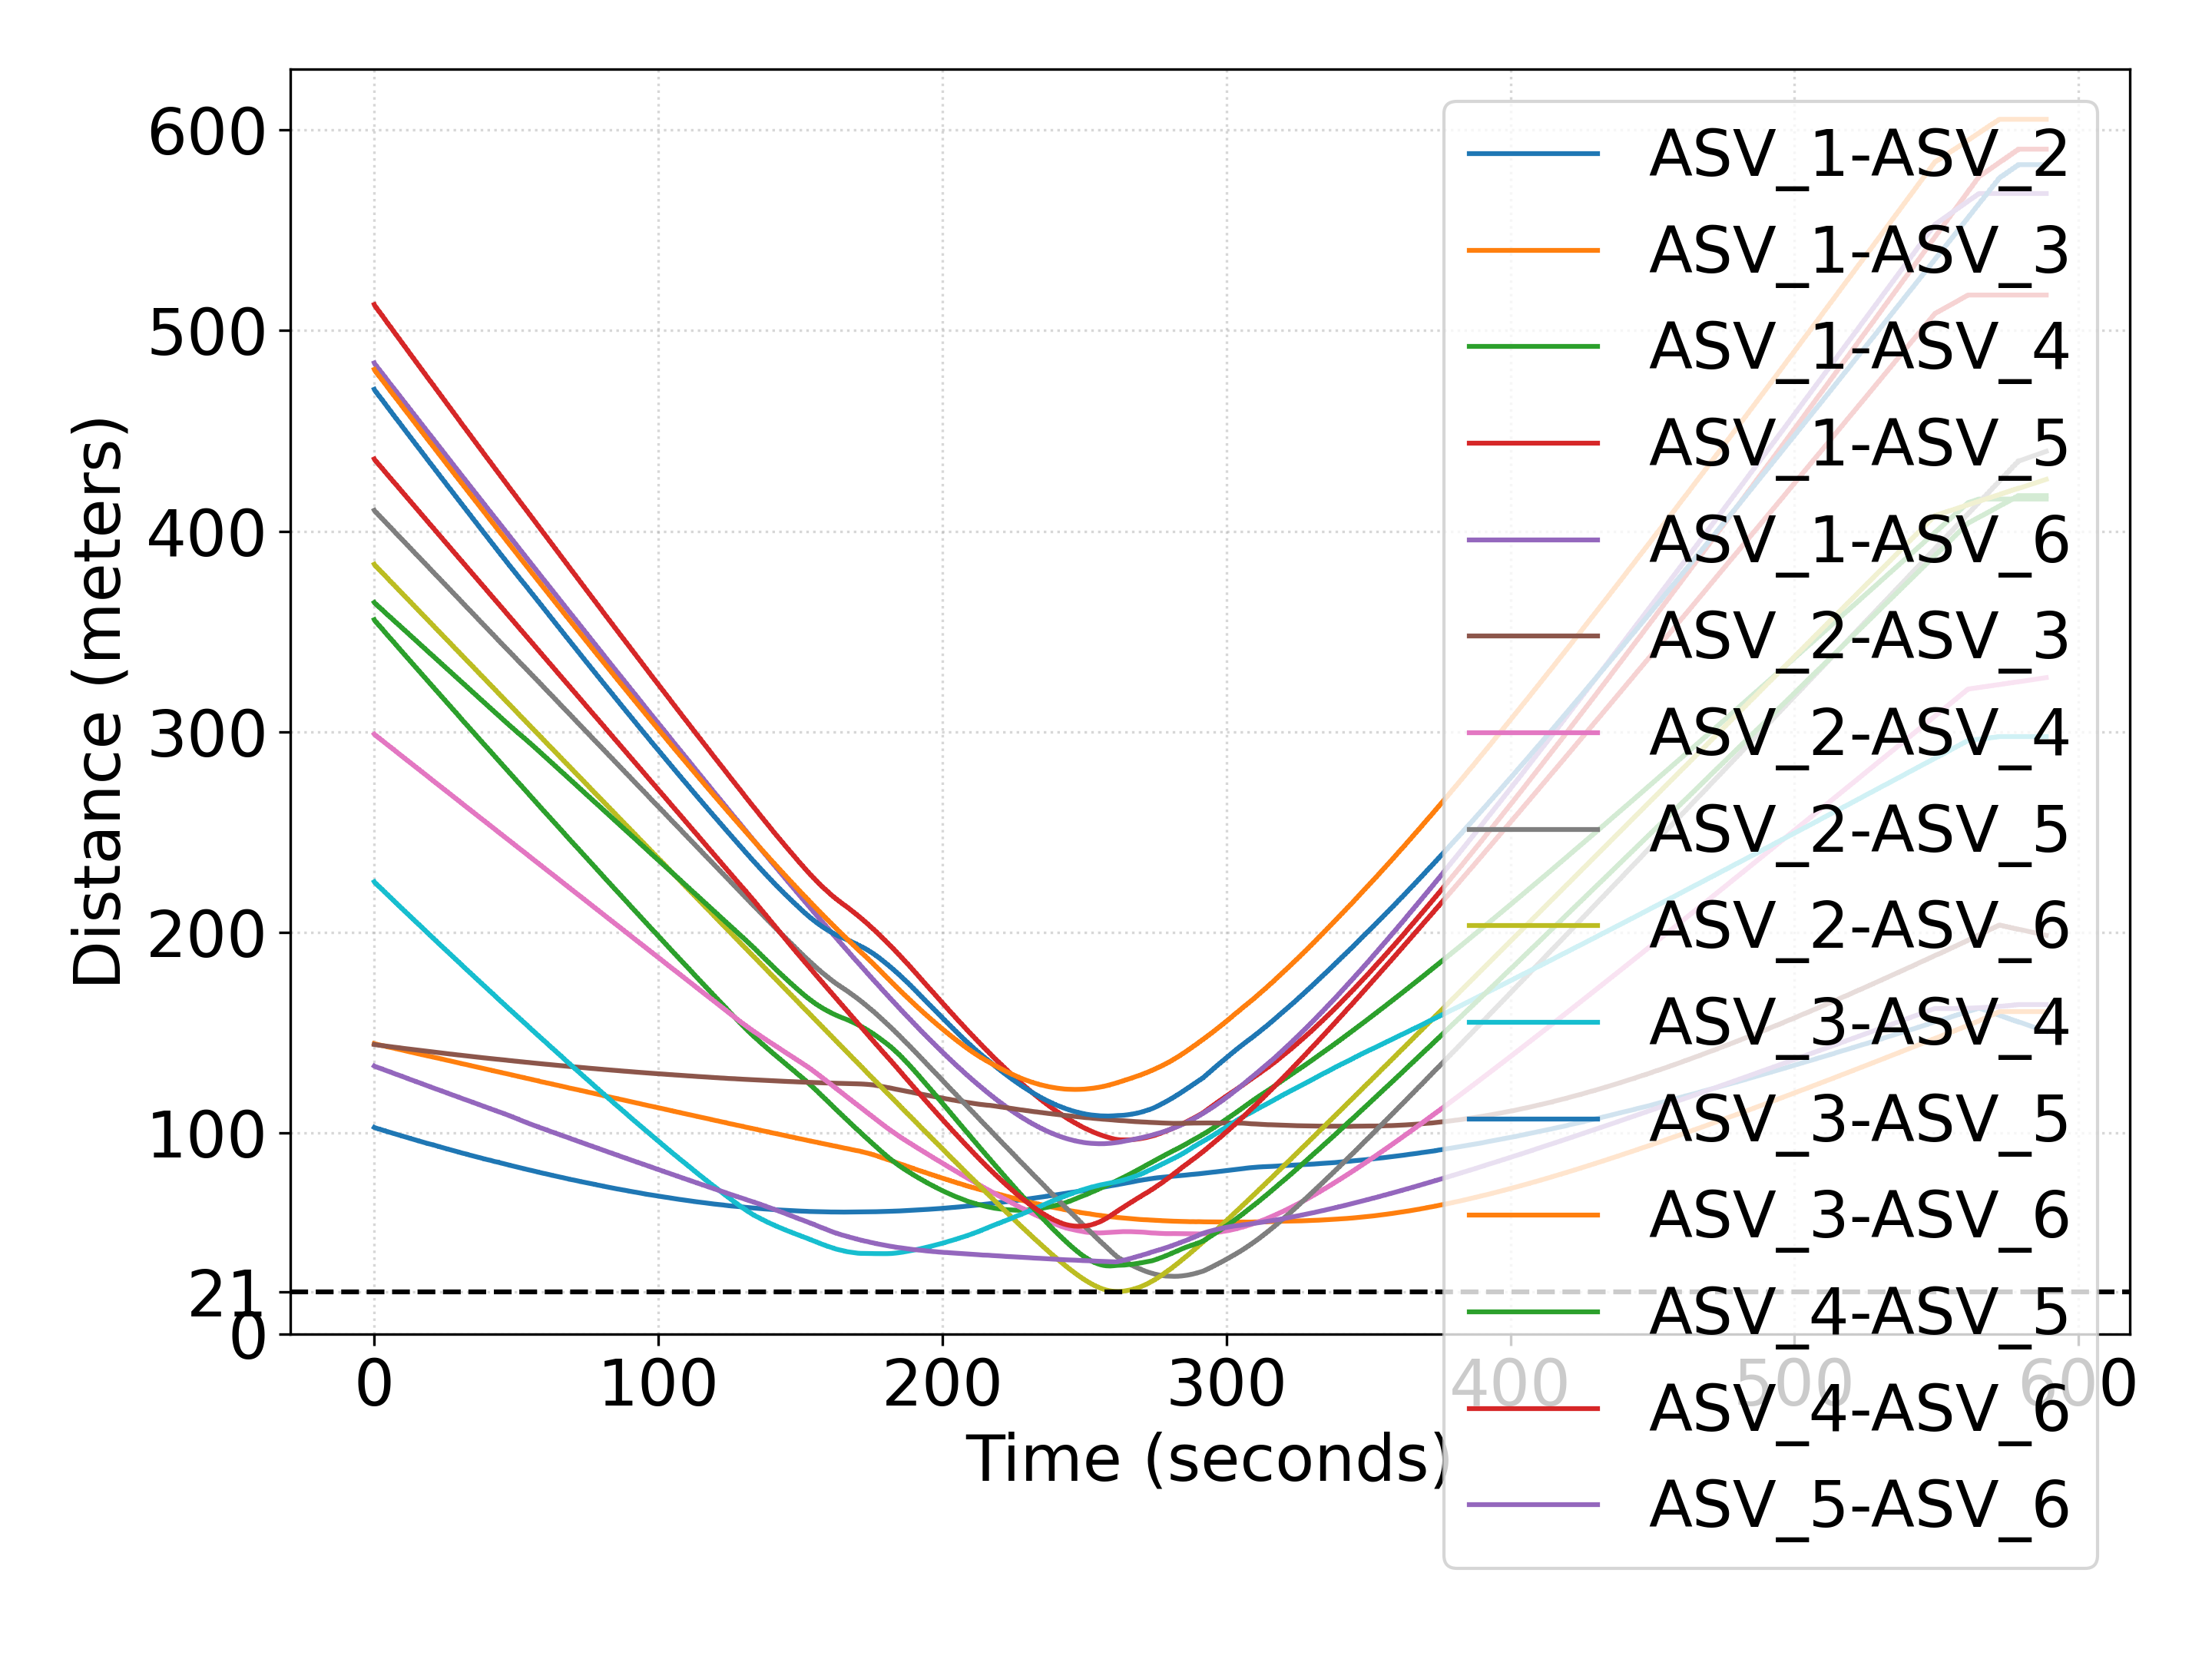 Distance (meters)
600
500
400
300
200
100
21
0
0 100 200 300 400 500 600
Time (seconds)
ASV_1-ASV_2
ASV_1-ASV_3
ASV_1-ASV_4
ASV_1-ASV_5
ASV_1-ASV_6
ASV_2-ASV_3
ASV_2-ASV_4
ASV_2-ASV_5
ASV_2-ASV_6
ASV_3-ASV_4
ASV_3-ASV_5
ASV_3-ASV_6
ASV_4-ASV_5
ASV_4-ASV_6
ASV_5-ASV_6